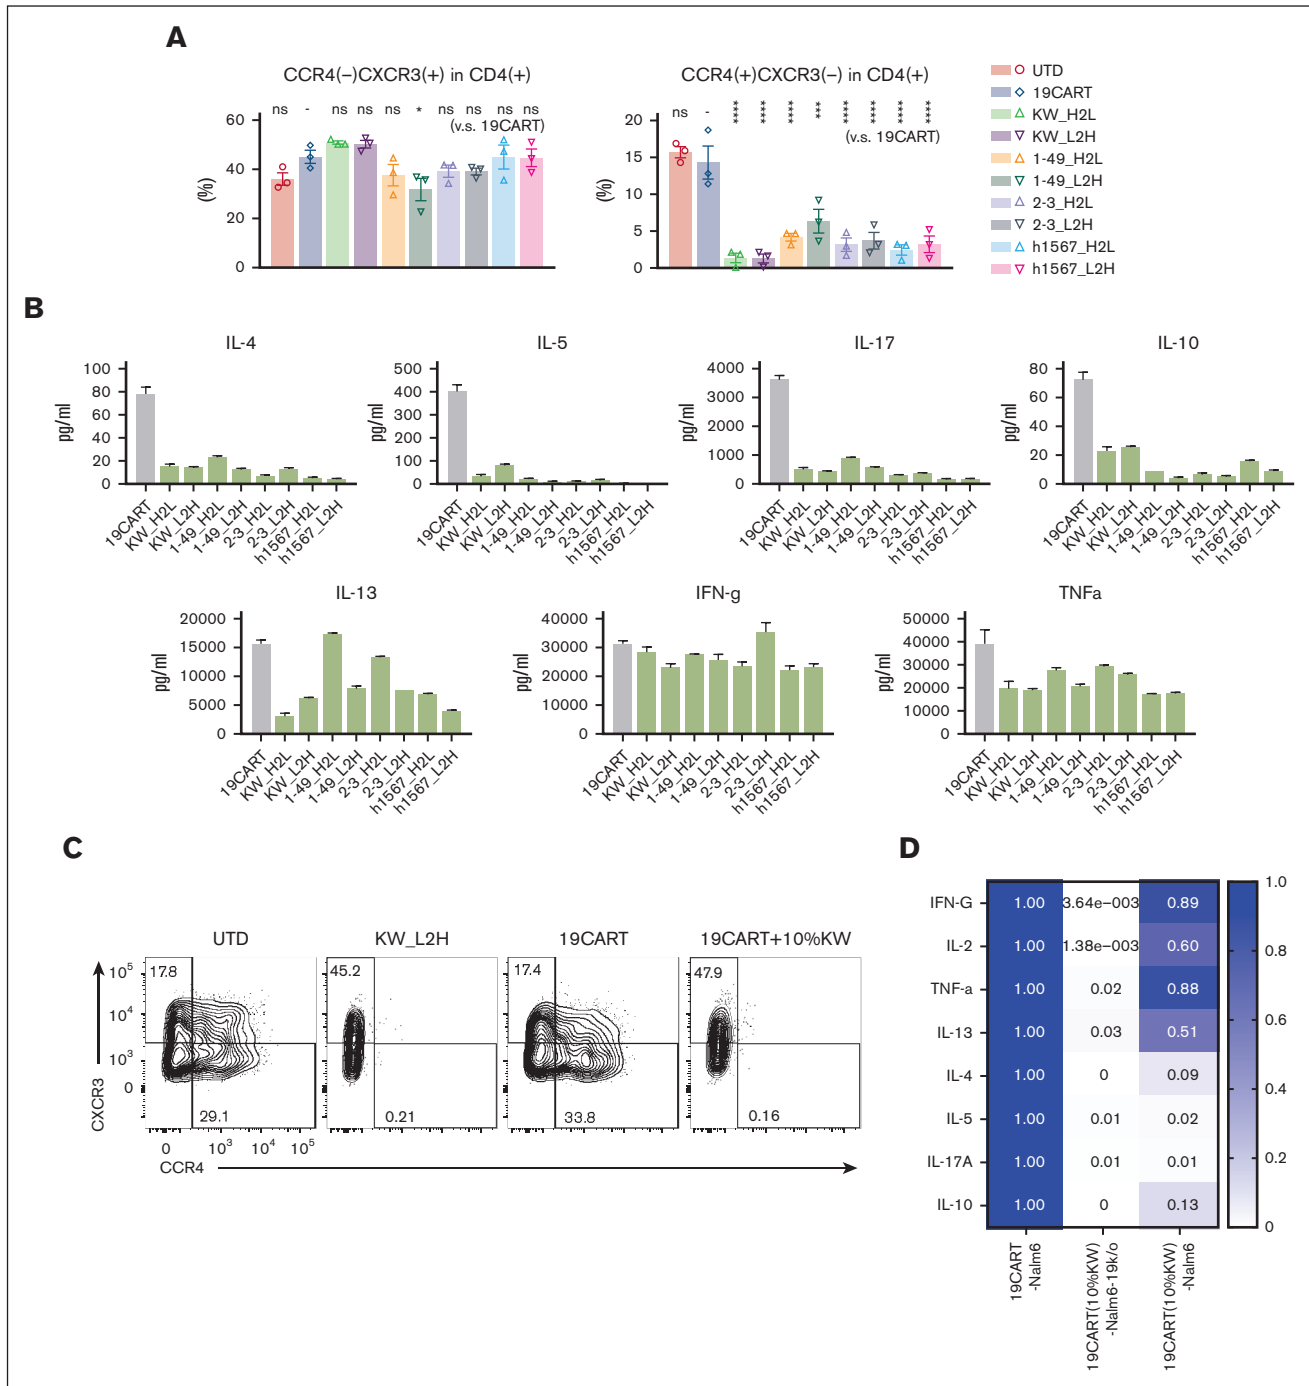 A
CCR4(–)CXCR3(+) in CD4(+)
ns - ns ns ns * ns ns ns ns
(v.s. 19CART)
60
40
20
0
(%)
CCR4(+)CXCR3(–) in CD4(+)
ns - **** **** **** *** **** **** **** ****
(v.s. 19CART)
20
15
10
5
0
(%)
UTD
19CART
KW_H2L
KW_L2H
1-49_H2L
1-49_L2H
2-3_H2L
2-3_L2H
h1567_H2L
h1567_L2H
B
IL-4
100
80
60
40
20
0
pg/ml
19CART
KW_H2L
KW_L2H
1-49_H2L
1-49_L2H
2-3_H2L
2-3_L2H
h1567_H2L
h1567_L2H
IL-5
500
400
300
200
100
0
pg/ml
19CART
KW_H2L
KW_L2H
1-49_H2L
1-49_L2H
2-3_H2L
2-3_L2H
h1567_H2L
h1567_L2H
IL-17
4000
3000
2000
1000
0
pg/ml
19CART
KW_H2L
KW_L2H
1-49_H2L
1-49_L2H
2-3_H2L
2-3_L2H
h1567_H2L
h1567_L2H
IL-10
80
60
40
20
0
pg/ml
19CART
KW_H2L
KW_L2H
1-49_H2L
1-49_L2H
2-3_H2L
2-3_L2H
h1567_H2L
h1567_L2H
IL-13
20000
15000
10000
5000
0
pg/ml
19CART
KW_H2L
KW_L2H
1-49_H2L
1-49_L2H
2-3_H2L
2-3_L2H
h1567_H2L
h1567_L2H
IFN-g
40000
30000
20000
10000
0
pg/ml
19CART
KW_H2L
KW_L2H
1-49_H2L
1-49_L2H
2-3_H2L
2-3_L2H
h1567_H2L
h1567_L2H
TNFa
50000
40000
30000
20000
10000
0
pg/ml
19CART
KW_H2L
KW_L2H
1-49_H2L
1-49_L2H
2-3_H2L
2-3_L2H
h1567_H2L
h1567_L2H
C
UTD KW_L2H 19CART 19CART+10%KW
17.8 45.2 17.4 47.9
29.1 0.21 33.8 0.16
10⁵
10⁴
10³
0
CXCR3
0 10³ 10⁴ 10⁵
CCR4
D
IFN-G 1.00 3.64e–003 0.89
IL-2 1.00 1.38e–003 0.60
TNF-a 1.00 0.02 0.88
IL-13 1.00 0.03 0.51
IL-4 1.00 0 0.09
IL-5 1.00 0.01 0.02
IL-17A 1.00 0.01 0.01
IL-10 1.00 0 0.13
19CART
-Nalm6
19CART(10%KW)
-Nalm6-19k/o
19CART(10%KW)
-Nalm6
1.0
0.8
0.6
0.4
0.2
0